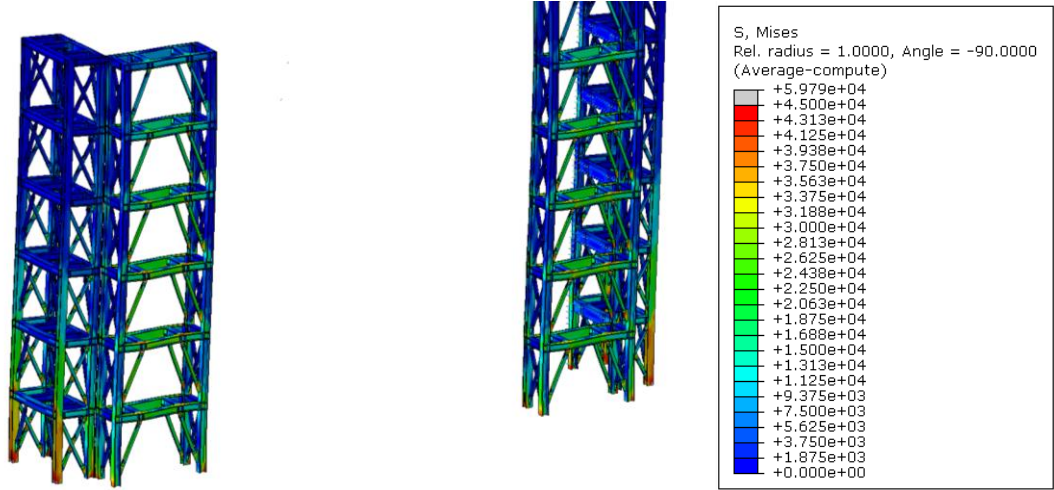 S, Mises
Rel. radius = 1.0000, Angle = -90.0000
(Average-compute)
+5.979e+04
+4.500e+04
+4.313e+04
+4.125e+04
+3.938e+04
+3.750e+04
+3.563e+04
+3.375e+04
+3.188e+04
+3.000e+04
+2.813e+04
+2.625e+04
+2.438e+04
+2.250e+04
+2.063e+04
+1.875e+04
+1.688e+04
+1.500e+04
+1.313e+04
+1.125e+04
+9.375e+03
+7.500e+03
+5.625e+03
+3.750e+03
+1.875e+03
+0.000e+00